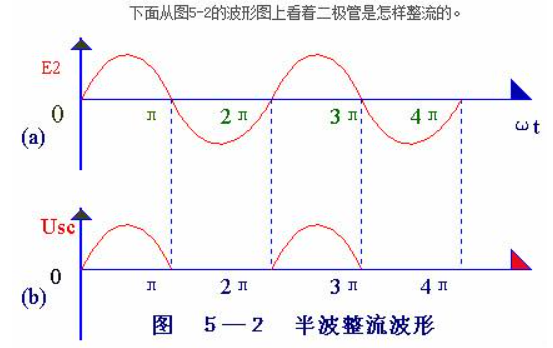 下面从图5-2的波形图上看着二极管是怎样整流的。
E2
0 π 2π 3π 4π
ωt
(a)
Usc
0
π 2π 3π 4π
(b)
图 5—2 半波整流波形